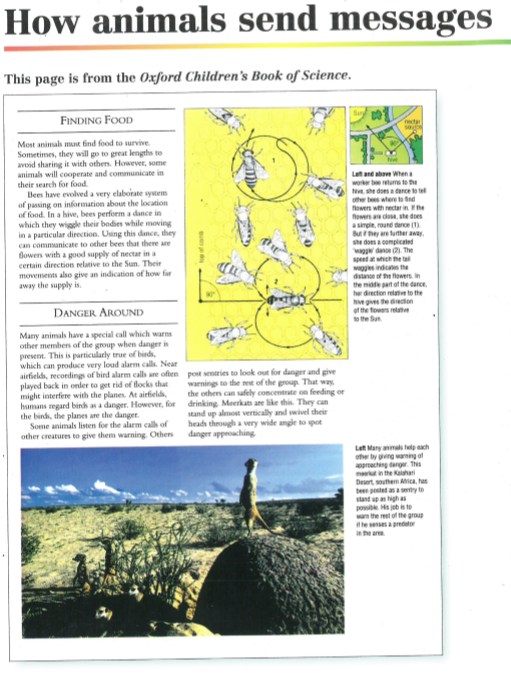 How animals send messages
This page is from the Oxford Children's Book of Science.
FINDING FOOD
Most animals must find food to survive.
Sometimes, they will go to great lengths to
avoid sharing it with others. However, some
animals will cooperate and communicate in
their search for food.
Bees have evolved a very elaborate system
of passing on information about the location
of food. In a hive, bees perform a dance in
which they wiggle their bodies while moving
in a particular direction. Using this dance, they
can communicate to other bees that there are
flowers with a good supply of nectar in a
certain direction relative to the Sun. Their
movements also give an indication of how far
away the supply is.
DANGER AROUND
Many animals have a special call which warns
other members of the group when danger is
present. This is particularly true of birds,
which can produce very loud alarm calls. Near
airfields, recordings of bird alarm calls are often
played back in order to get rid of flocks that
might interfere with the planes. At airfields,
humans regard birds as a danger. However, for
the birds, the planes are the danger.
Some animals listen for the alarm calls of
other creatures to give them warning. Others
post sentries to look out for danger and give
warnings to the rest of the group. That way,
the others can safely concentrate on feeding or
drinking. Meerkats are like this. They can
stand up almost vertically and swivel their
heads through a very wide angle to spot
danger approaching.
top of comb
90°
1
2
Sun
nectar
source
90°
hive
Left and above When a
worker bee returns to the
hive, she does a dance to tell
other bees where to find
flowers with nectar in. If the
flowers are close, she does
a simple, round dance (1).
But if they are further away,
she does a complicated
'waggle' dance (2). The
speed at which the tail
waggles indicates the
distance of the flowers. In
the middle part of the dance,
her direction relative to the
hive gives the direction
of the flowers relative
to the Sun.
Left Many animals help each
other by giving warning of
approaching danger. This
meerkat in the Kalahari
Desert, southern Africa, has
been posted as a sentry to
stand up as high as
possible. His job is to
warn the rest of the group
if he senses a predator
in the area.